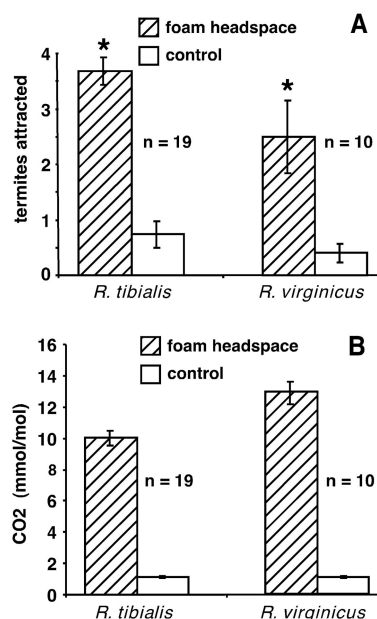 A
foam headspace
control
termites attracted
4
3
2
1
0
*
*
n = 19
n = 10
R. tibialis
R. virginicus
B
foam headspace
control
CO2 (mmol/mol)
16
14
12
10
8
6
4
2
0
n = 19
n = 10
R. tibialis
R. virginicus